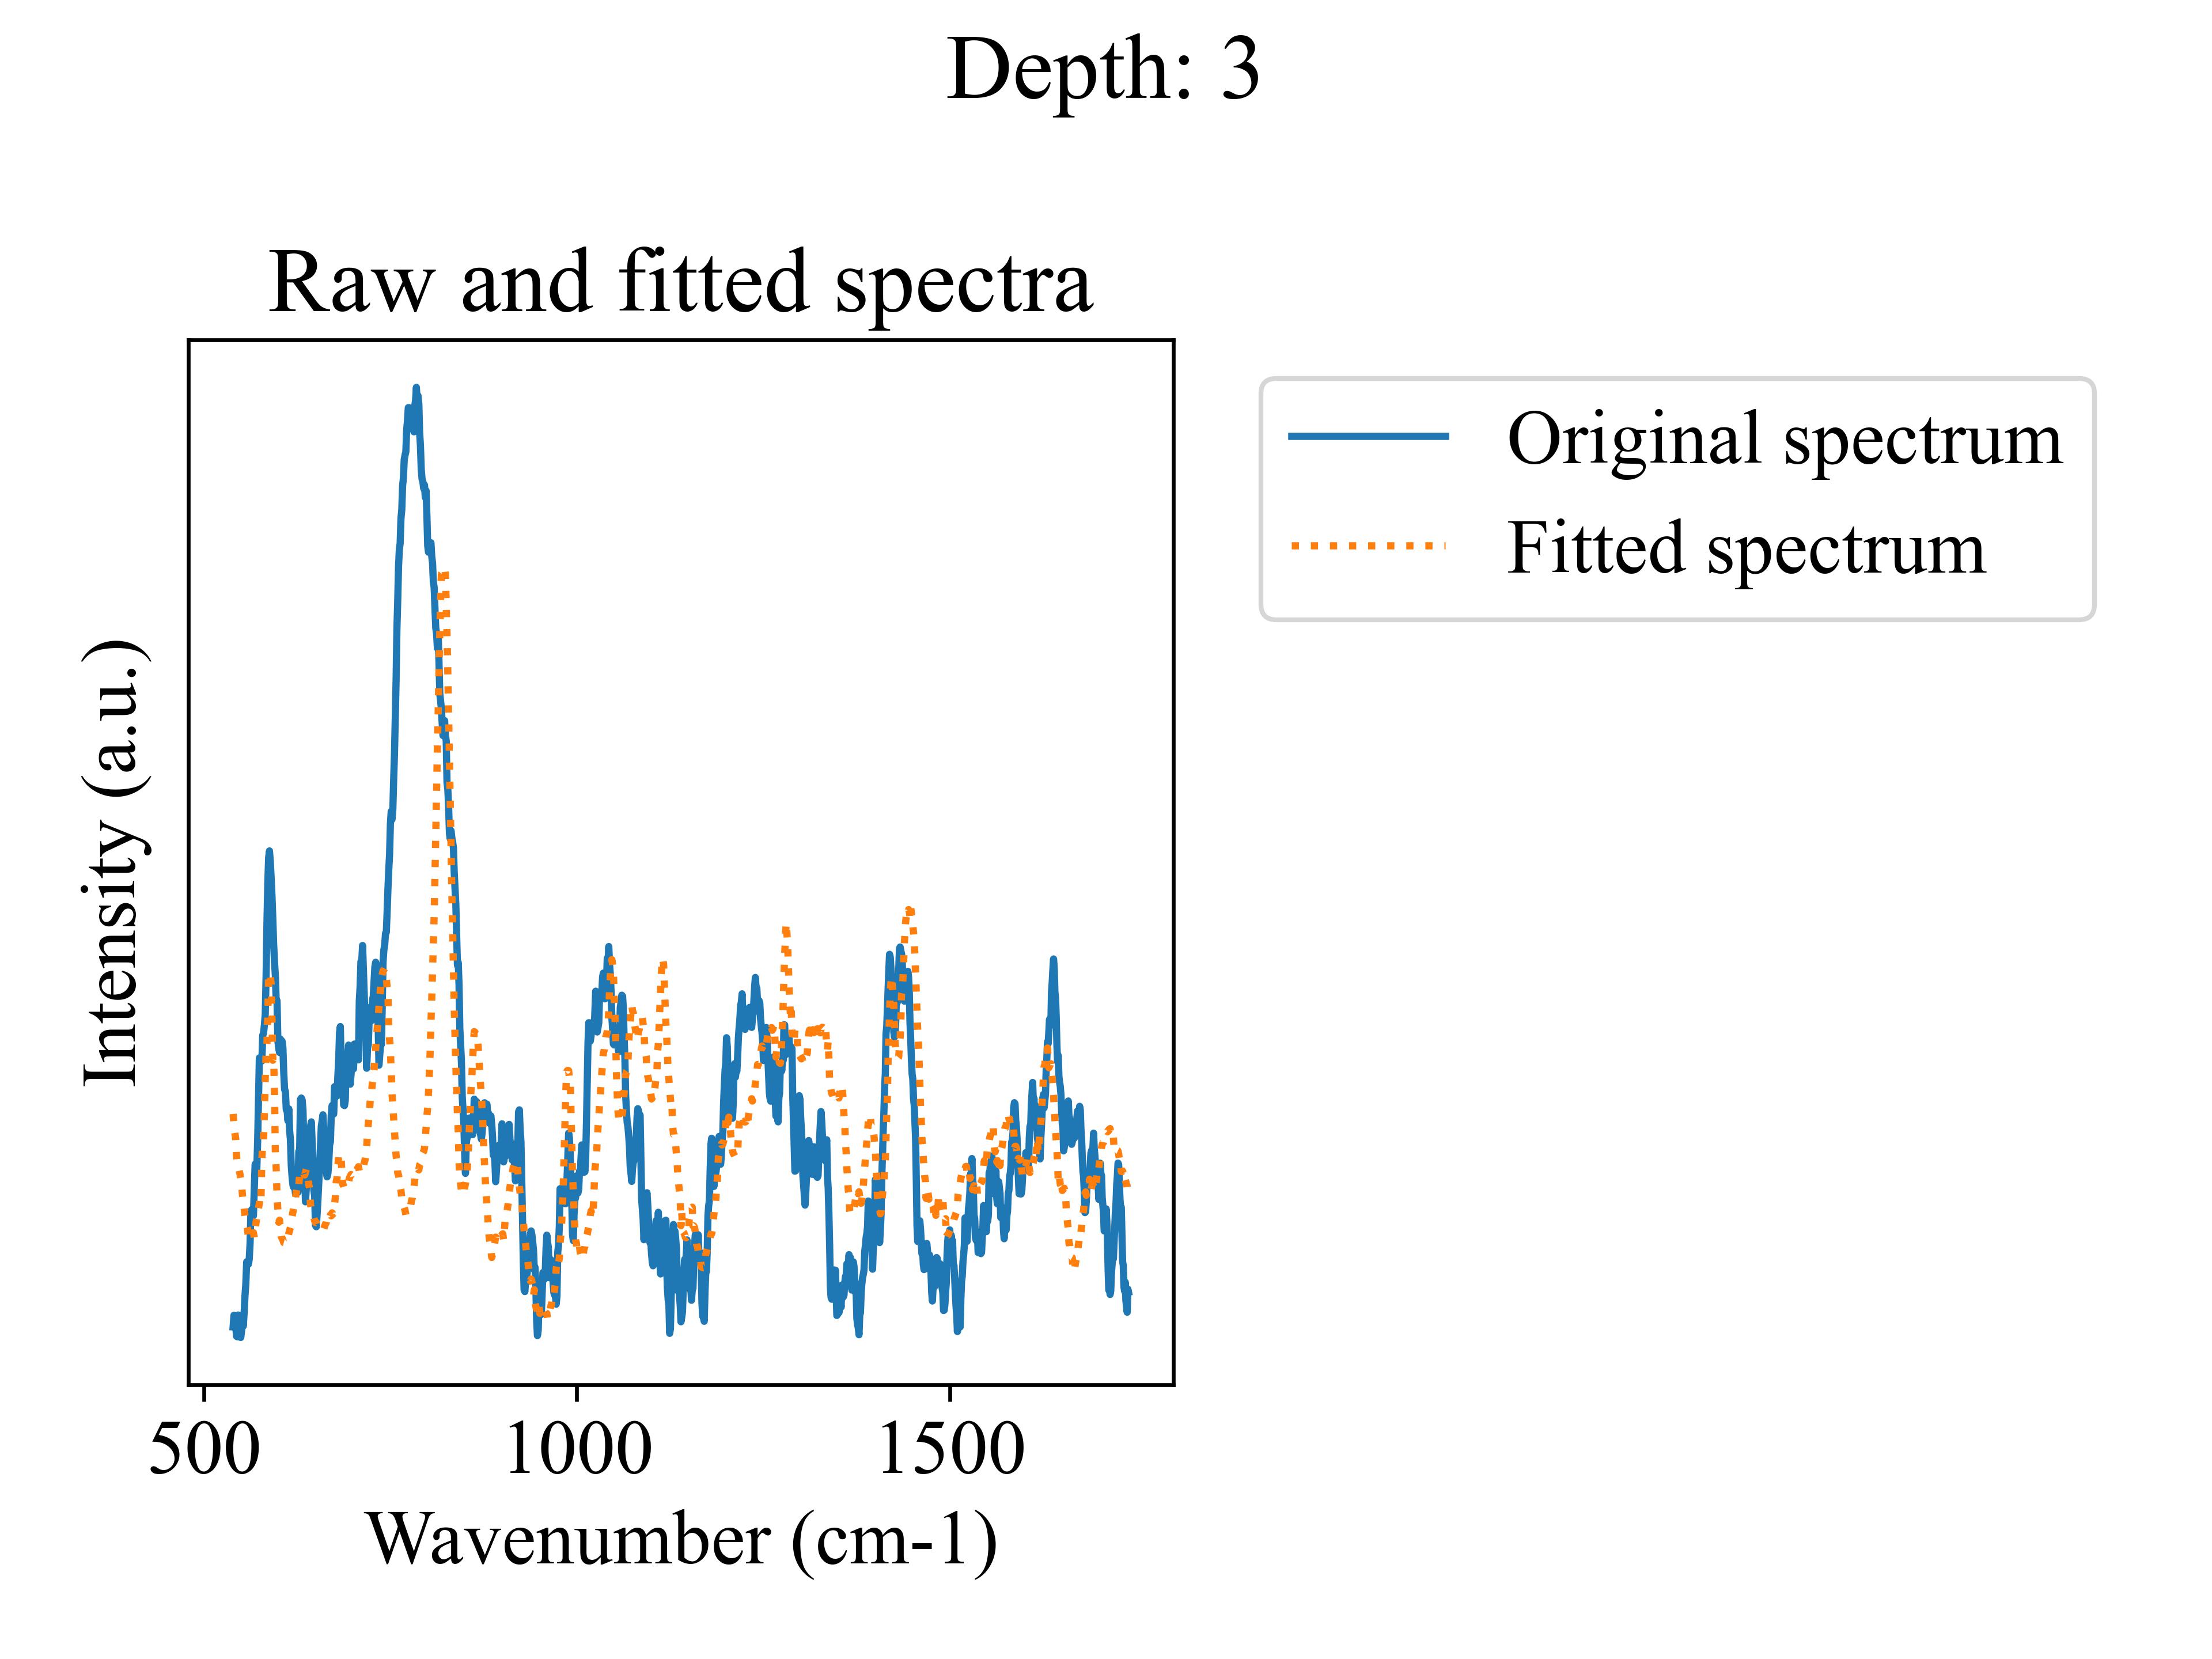 Depth: 3
Raw and fitted spectra
Original spectrum
Fitted spectrum
Intensity (a.u.)
500 1000 1500
Wavenumber (cm-1)